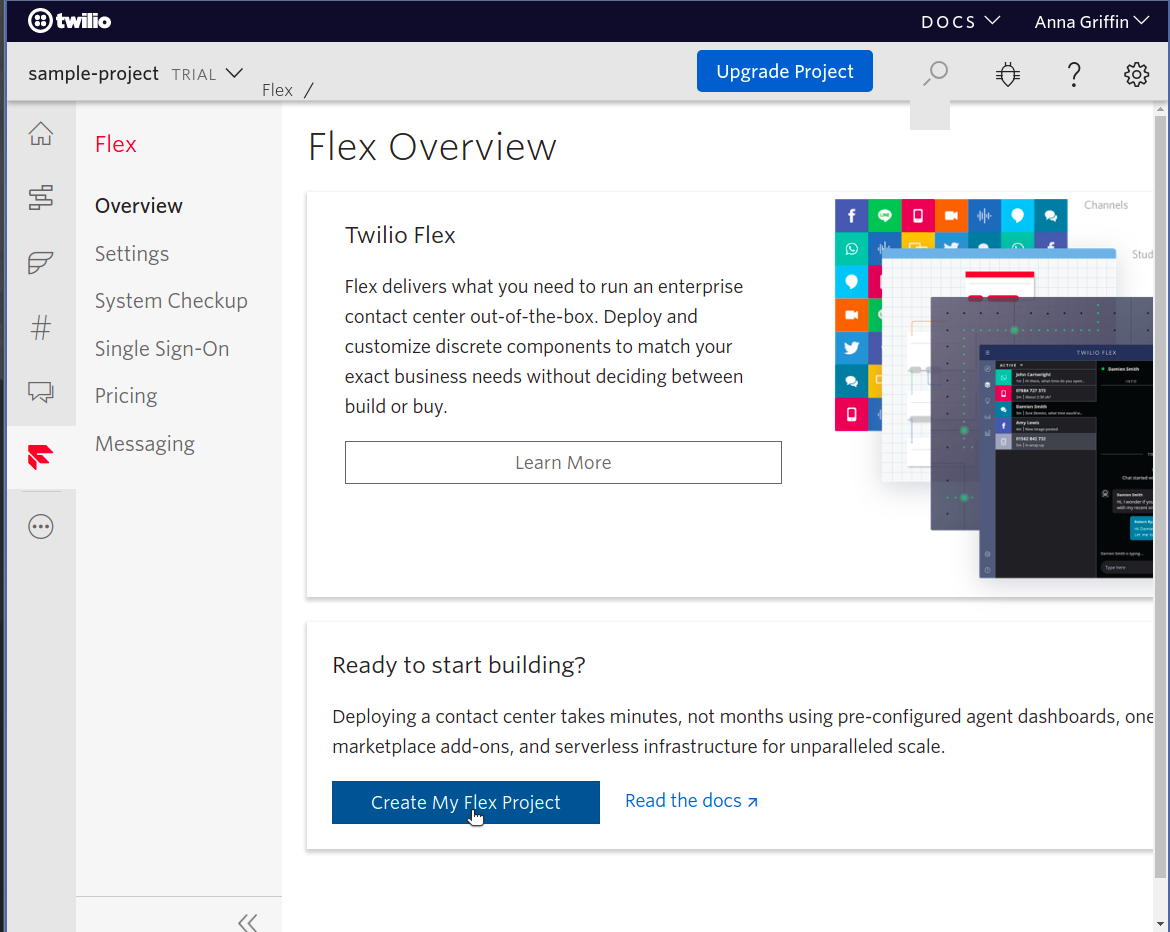 twilio
DOCS
Anna Griffin
sample-project TRIAL
Flex /
Upgrade Project
Flex
Overview
Settings
System Checkup
Single Sign-On
Pricing
Messaging
Flex Overview
Twilio Flex
Flex delivers what you need to run an enterprise
contact center out-of-the-box. Deploy and
customize discrete components to match your
exact business needs without deciding between
build or buy.
Learn More
Channels
Stud
TWILIO FLEX
ACTIVE
John Cartwright
Damien Smith
Amy Lewis
New image posted
Damien Smith
INFO
Chat started
Damien Smith
Type here
Ready to start building?
Deploying a contact center takes minutes, not months using pre-configured agent dashboards, one
marketplace add-ons, and serverless infrastructure for unparalleled scale.
Create My Flex Project
Read the docs